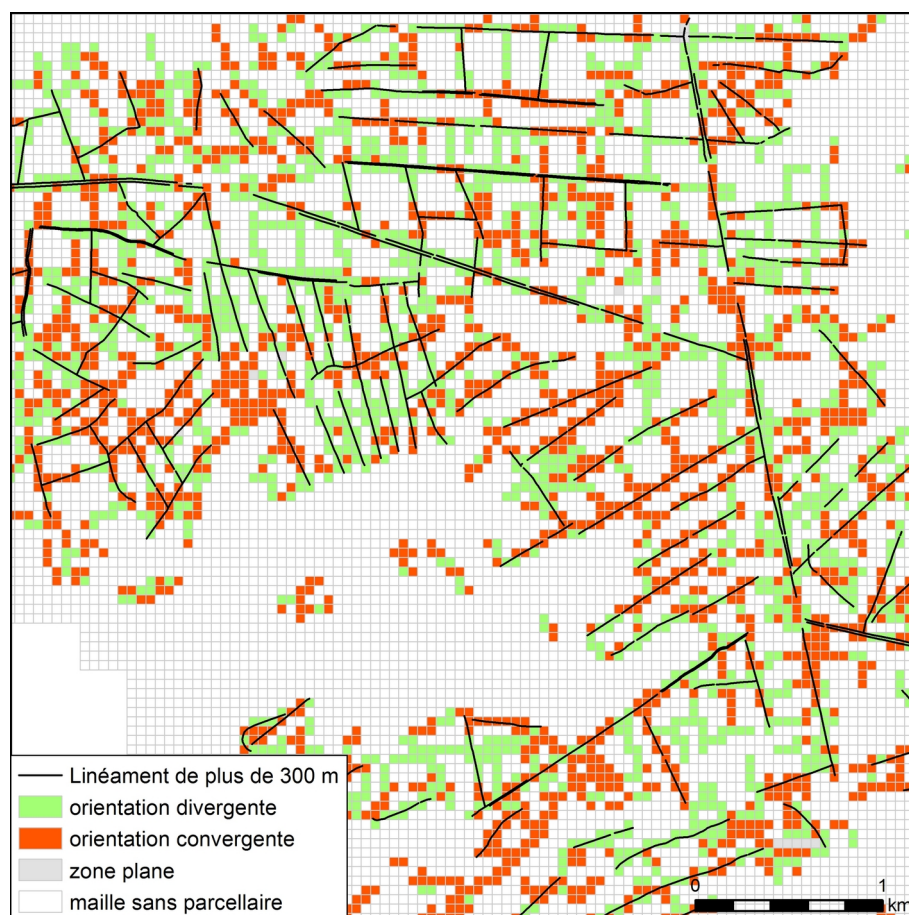 Linéament de plus de 300 m
orientation divergente
orientation convergente
zone plane
maille sans parcellaire
0 1
km